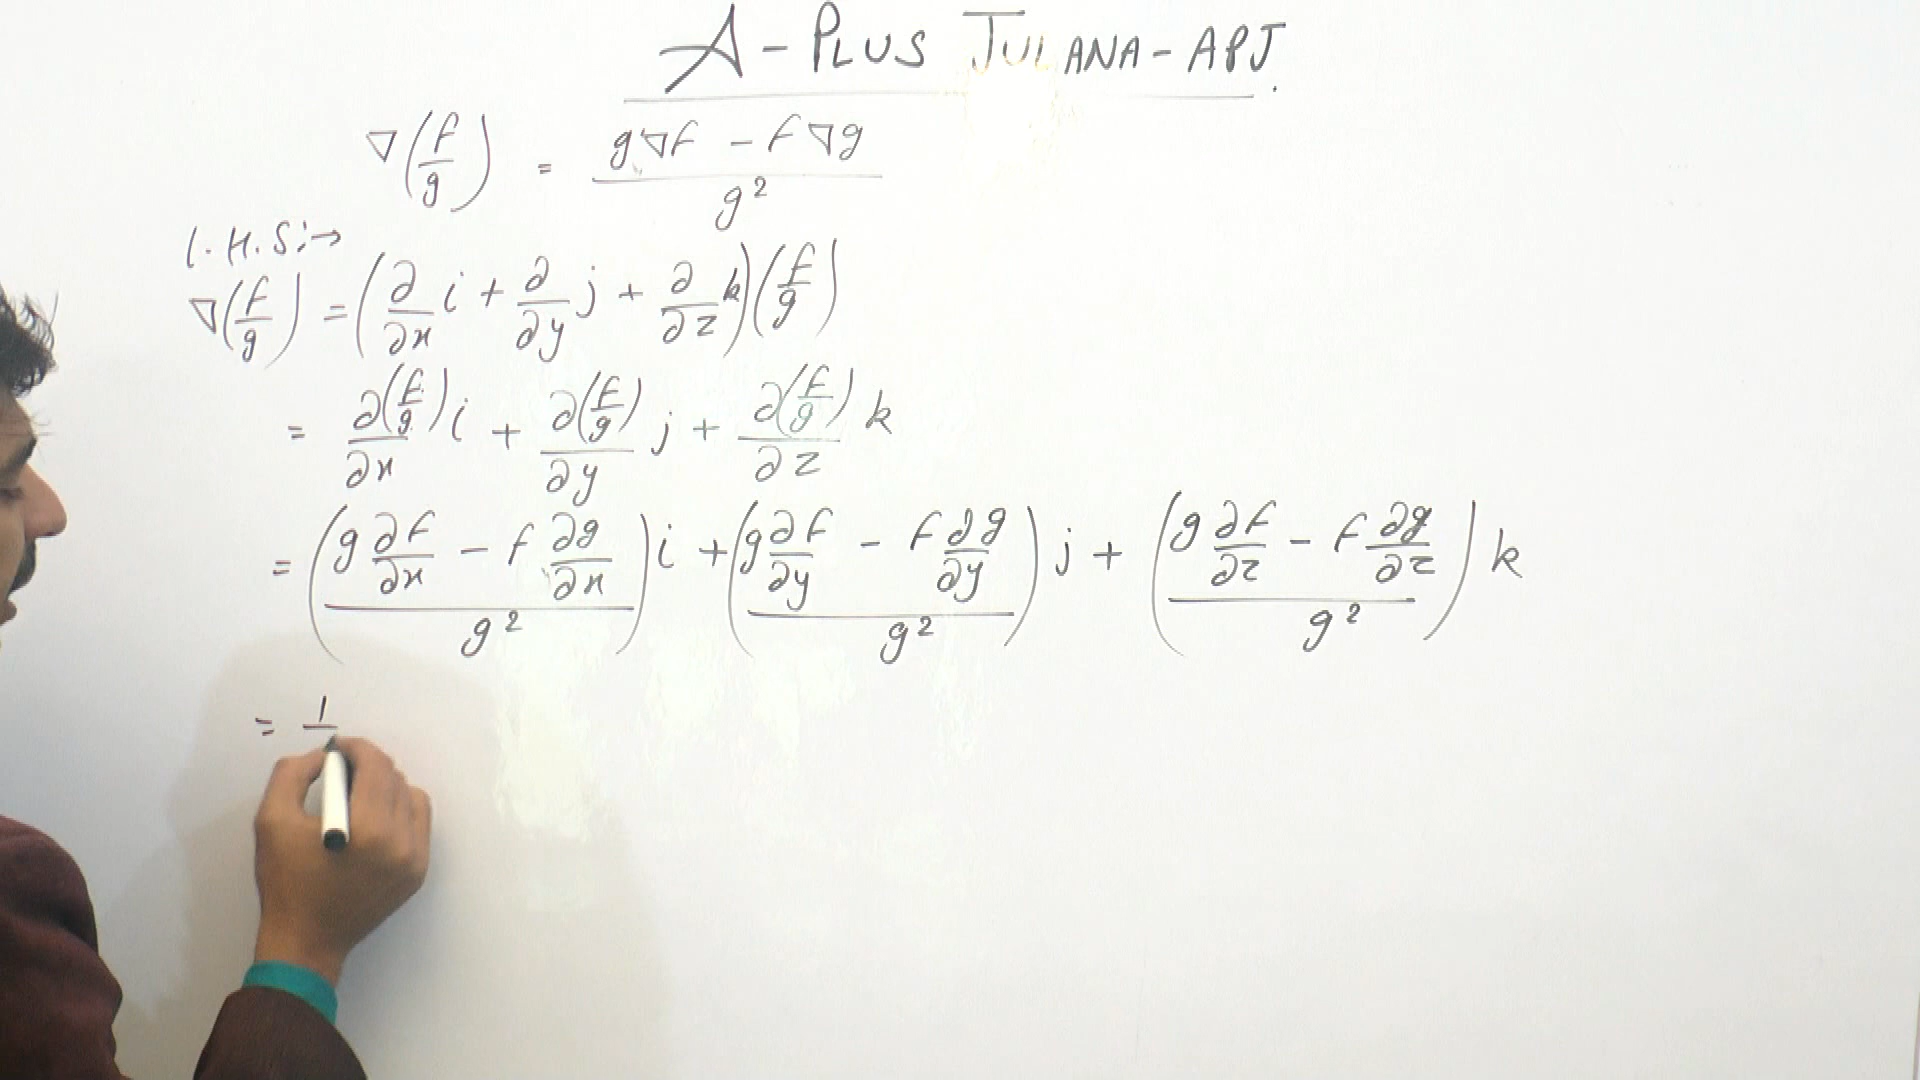 A-PLUS JULANA-APJ.
∇(f/g) = (g∇f - f∇g)/g²
L.H.S:→
∇(f/g) = (∂/∂x i + ∂/∂y j + ∂/∂z k)(f/g)
= ∂(f/g)/∂x i + ∂(f/g)/∂y j + ∂(f/g)/∂z k
= ((g ∂f/∂x - f ∂g/∂x)/g²) i + ((g ∂f/∂y - f ∂g/∂y)/g²) j + ((g ∂f/∂z - f ∂g/∂z)/g²) k
= 1/